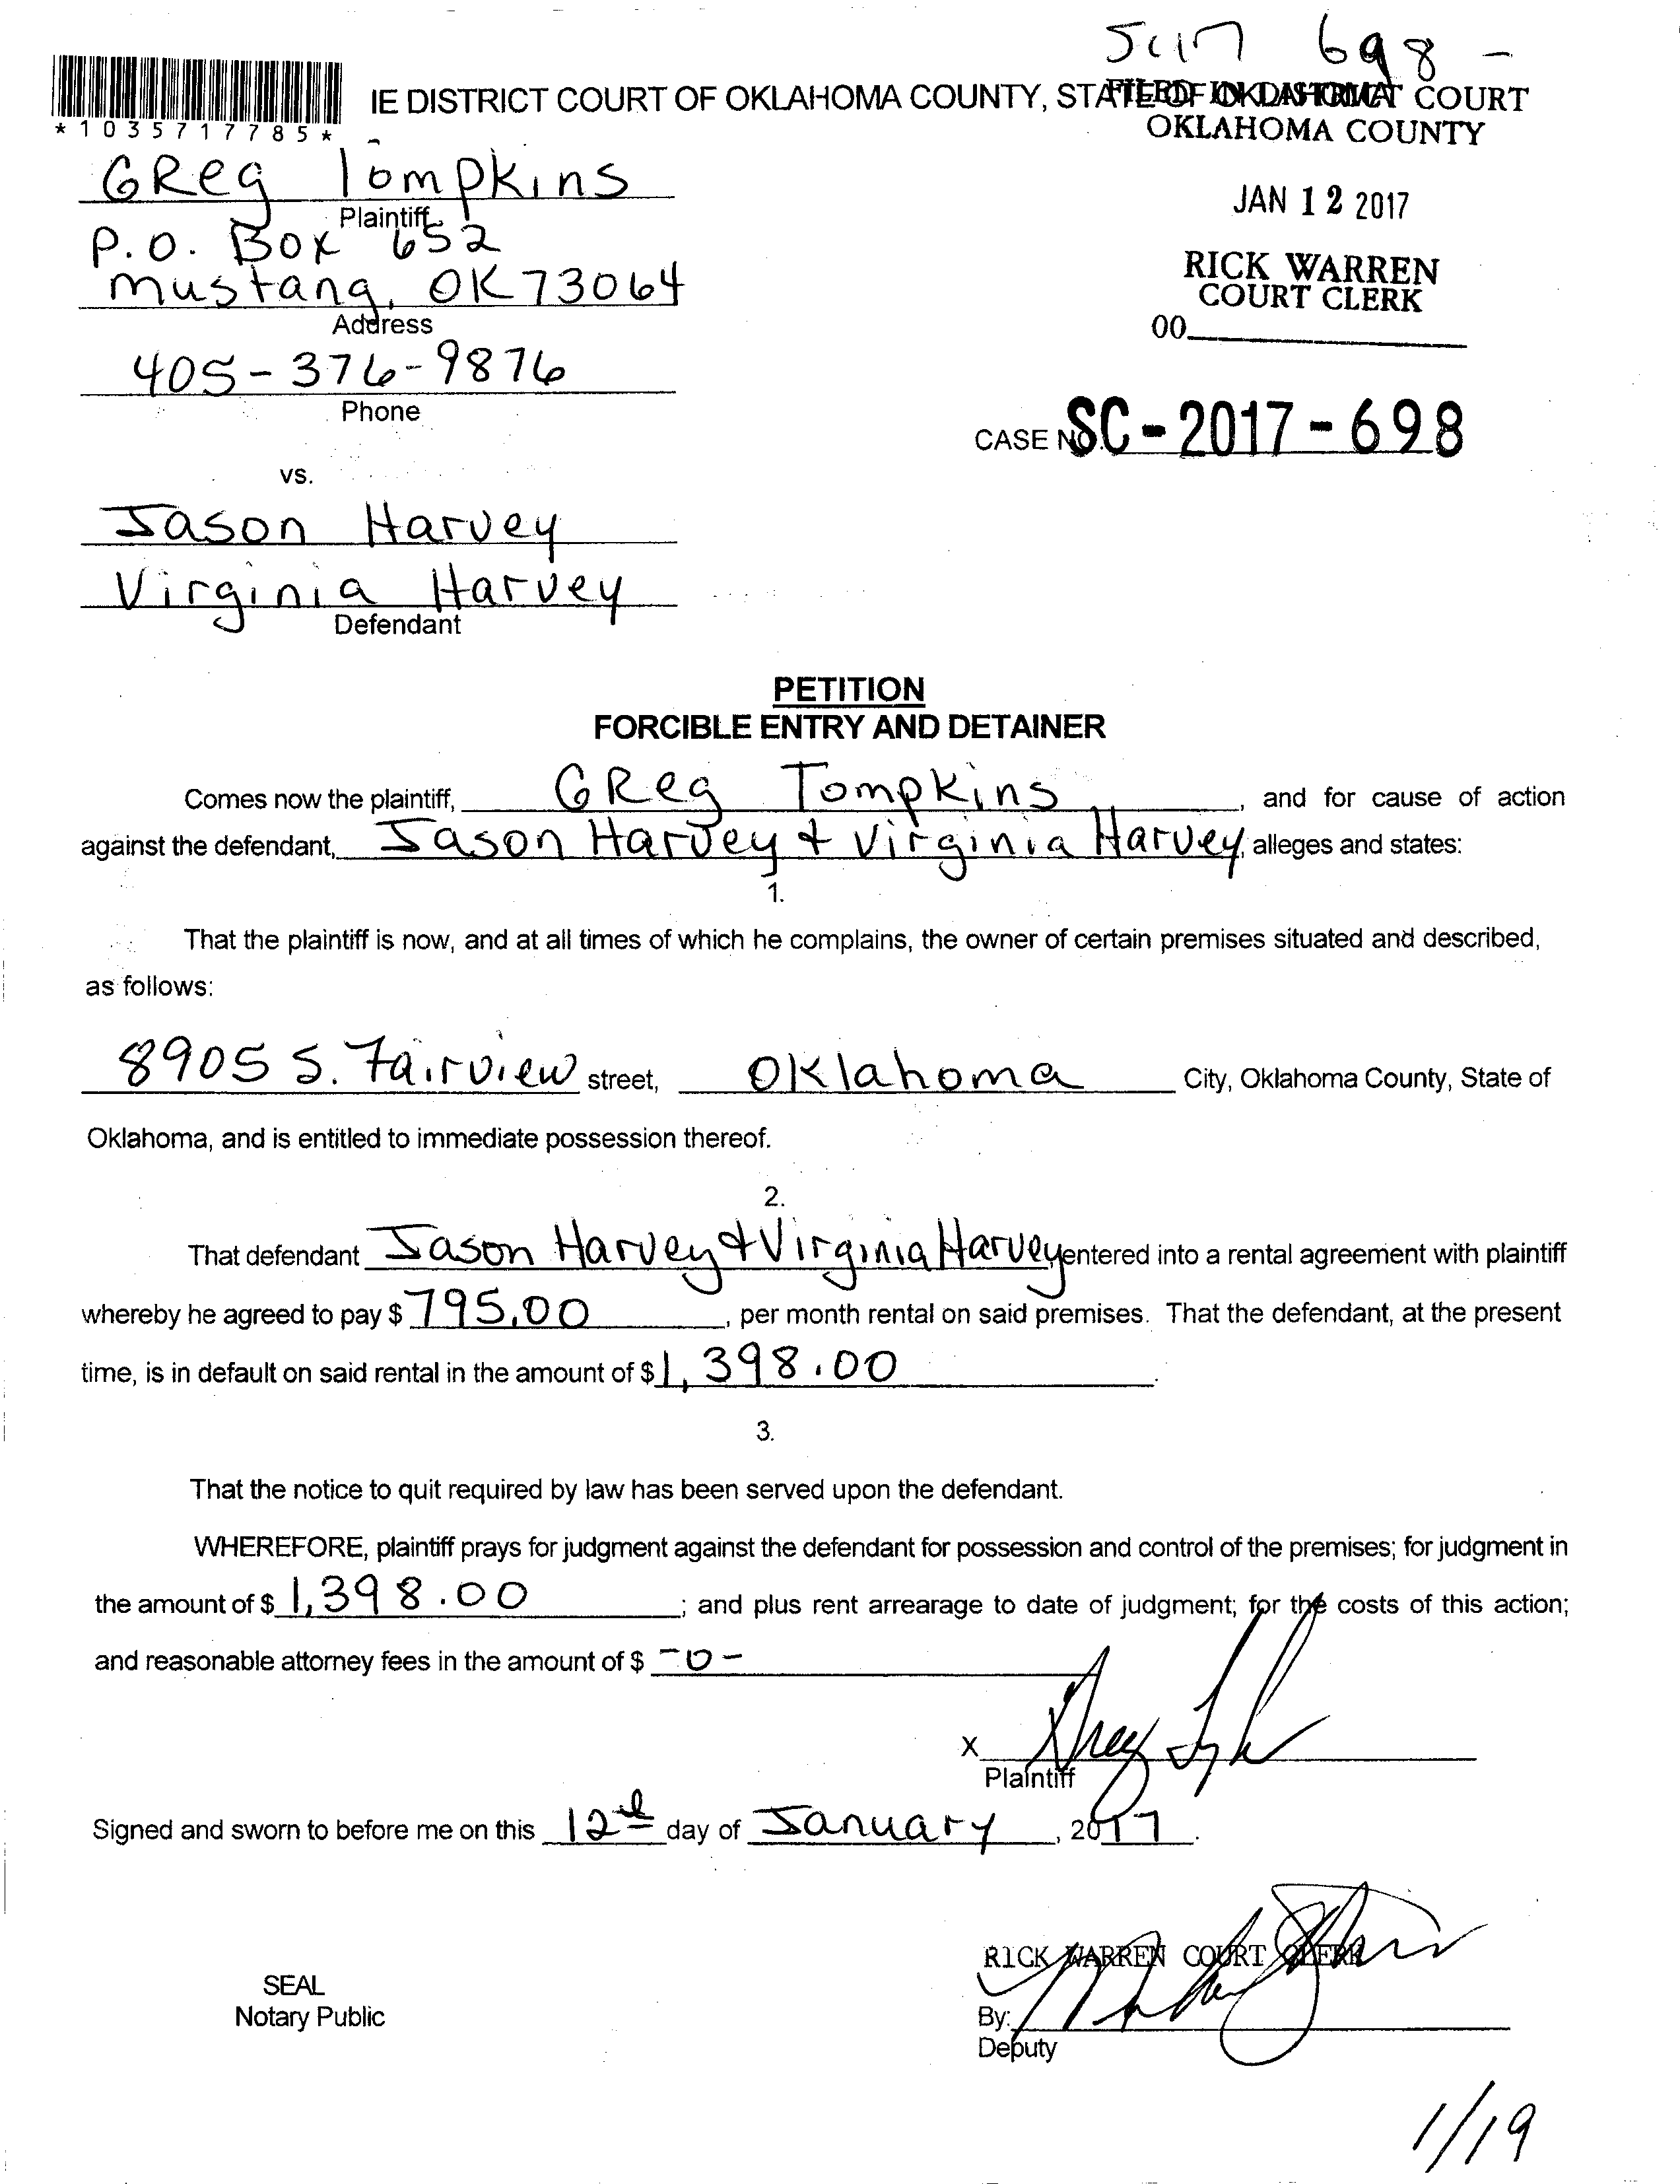 698 -
IE DISTRICT COURT OF OKLAHOMA COUNTY, STATE OF OKLAHOMA
FILED IN DISTRICT COURT
OKLAHOMA COUNTY
*1035717785*
JAN 12 2017
RICK WARREN
COURT CLERK
00
GReg Tompkins
Plaintiff
P.O. Box 652
Mustang, OK 73064
Address
405-376-9876
Phone
CASE NO. SC-2017-698
vs.
Jason Harvey
Virginia Harvey
Defendant
PETITION
FORCIBLE ENTRY AND DETAINER
Comes now the plaintiff, GReg Tompkins, and for cause of action
against the defendant, Jason Harvey & Virginia Harvey, alleges and states:
1.
That the plaintiff is now, and at all times of which he complains, the owner of certain premises situated and described,
as follows:
8905 S. Fairview street, Oklahoma City, Oklahoma County, State of
Oklahoma, and is entitled to immediate possession thereof.
2.
That defendant Jason Harvey & Virginia Harvey entered into a rental agreement with plaintiff
whereby he agreed to pay $ 795.00, per month rental on said premises. That the defendant, at the present
time, is in default on said rental in the amount of $ 1,398.00.
3.
That the notice to quit required by law has been served upon the defendant.
WHEREFORE, plaintiff prays for judgment against the defendant for possession and control of the premises; for judgment in
the amount of $ 1,398.00; and plus rent arrearage to date of judgment; for the costs of this action;
and reasonable attorney fees in the amount of $ -0-
X
Plaintiff
Signed and sworn to before me on this 12th day of January, 2017.
RICK WARREN COURT CLERK
SEAL
Notary Public
By:
Deputy
1/19